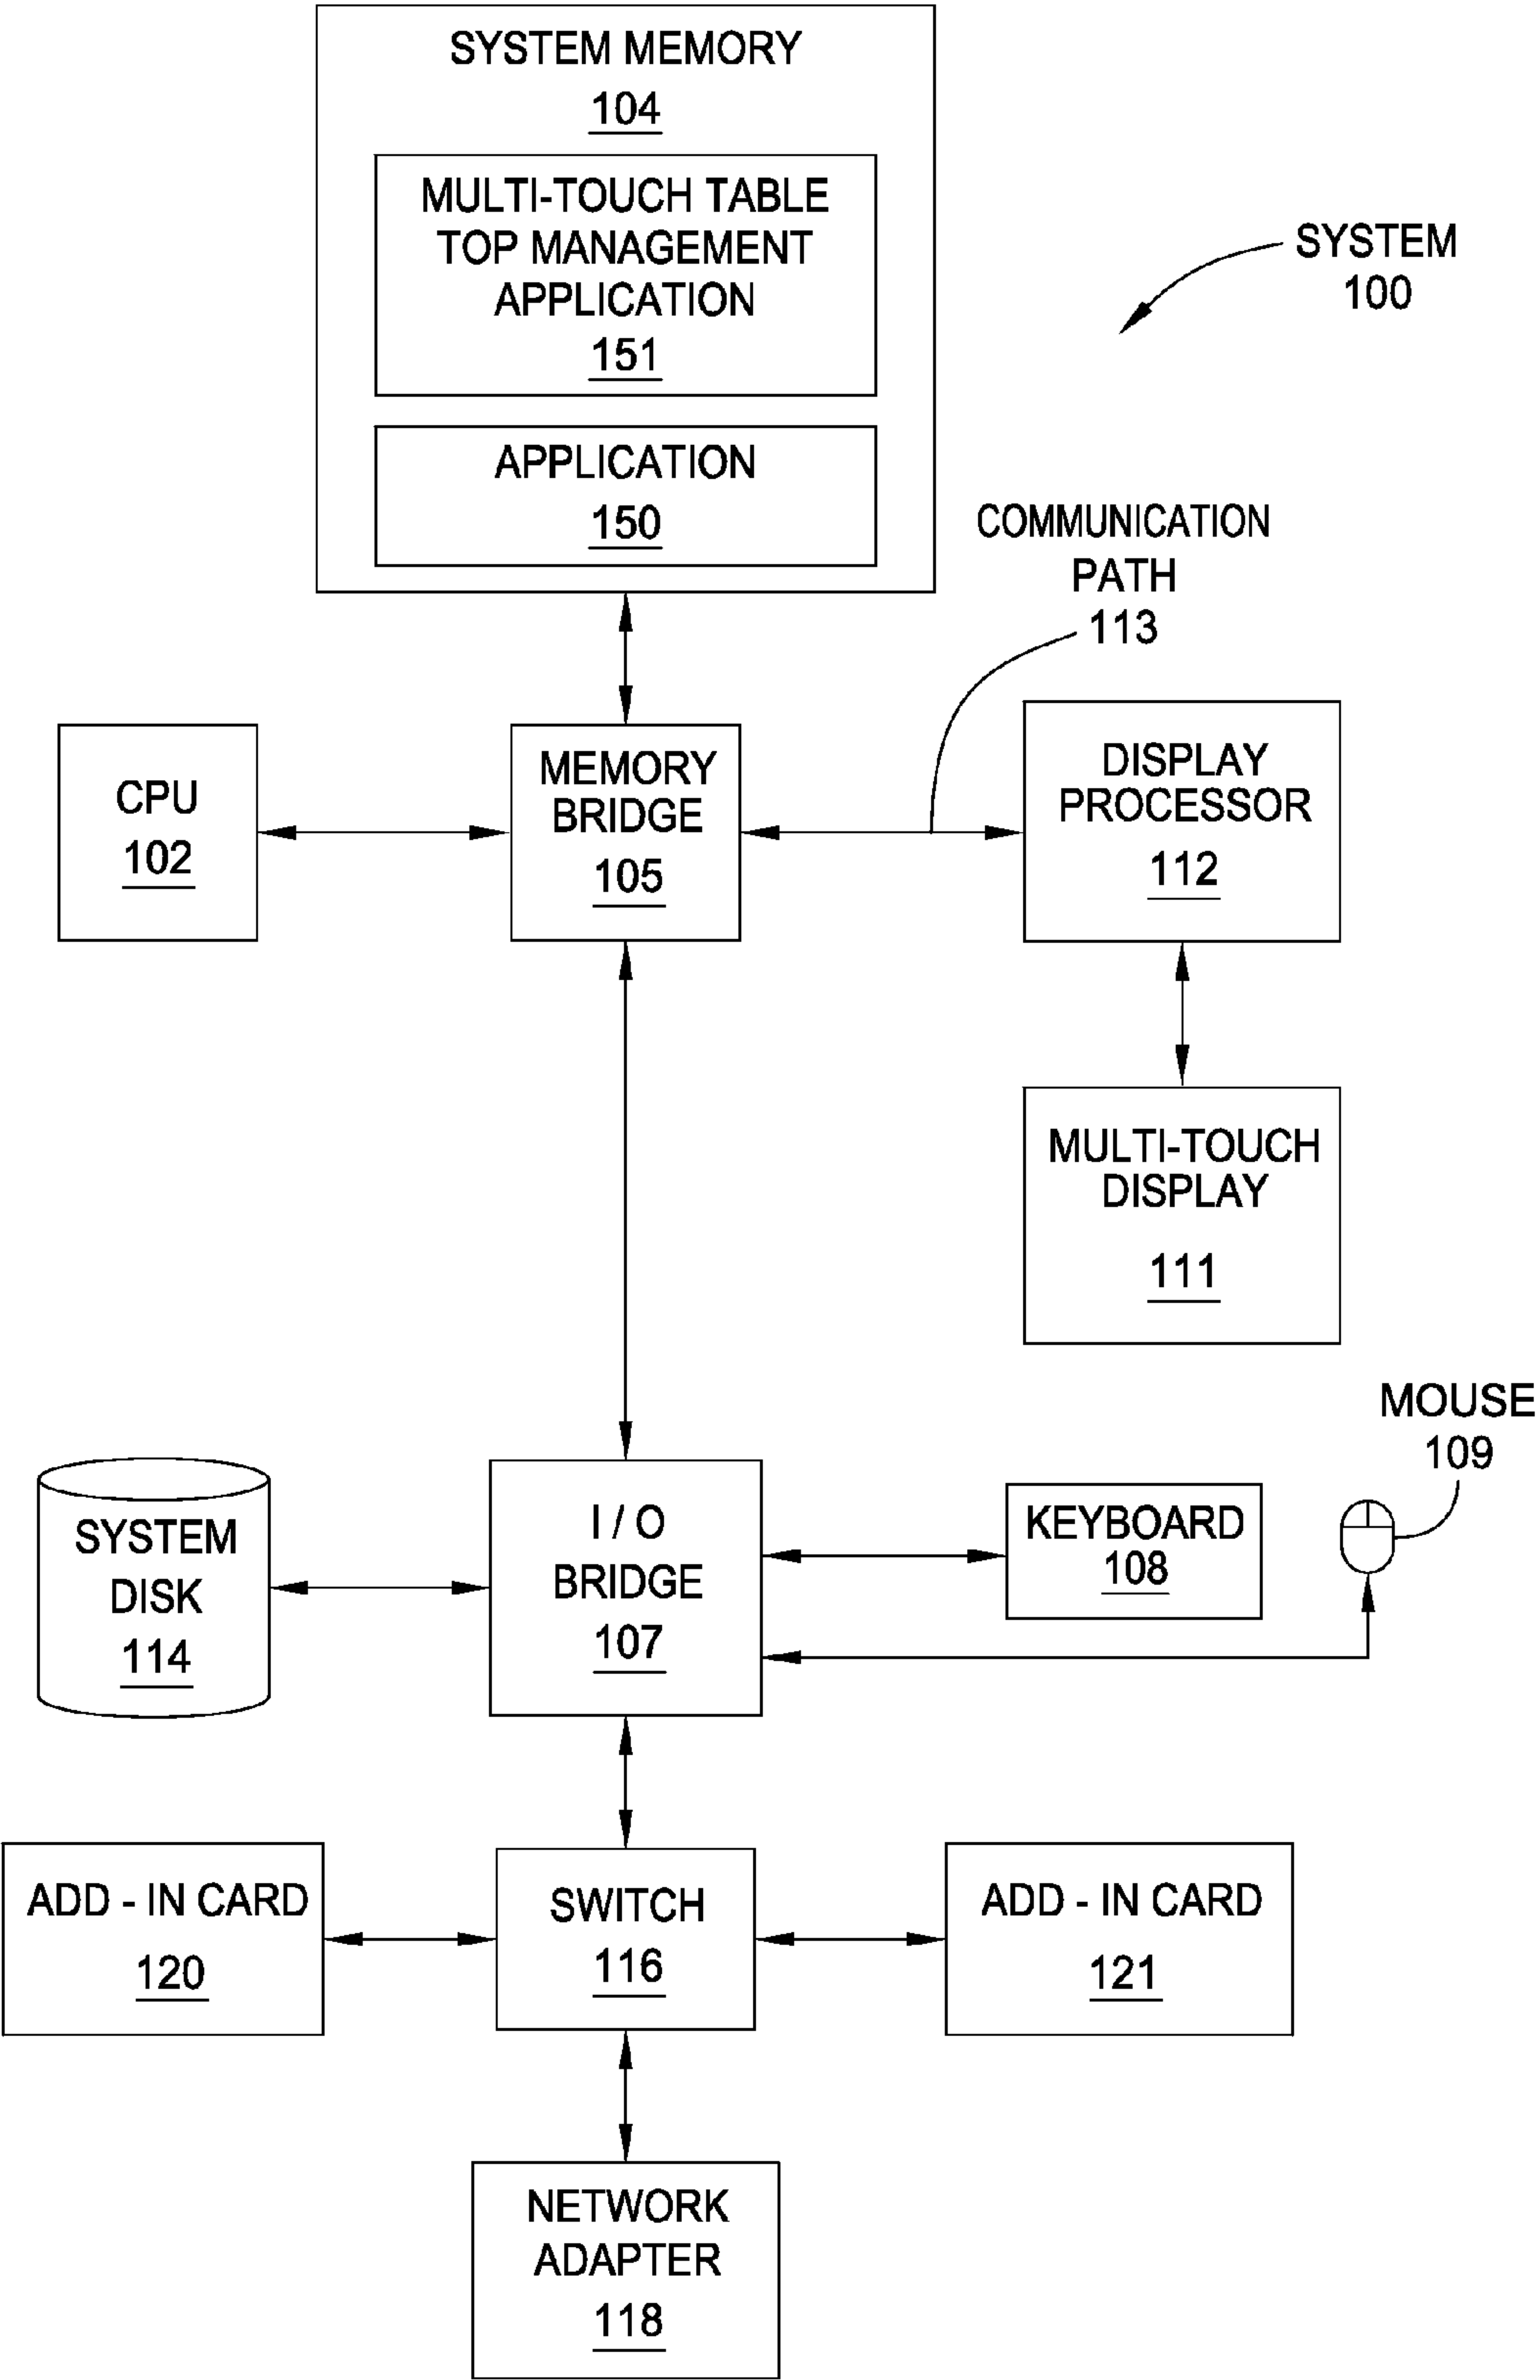 SYSTEM MEMORY
104
MULTI-TOUCH TABLE
TOP MANAGEMENT
APPLICATION
151
APPLICATION
150
SYSTEM
100
COMMUNICATION
PATH
113
CPU
102
MEMORY
BRIDGE
105
DISPLAY
PROCESSOR
112
MULTI-TOUCH
DISPLAY
111
MOUSE
109
SYSTEM
DISK
114
I / O
BRIDGE
107
KEYBOARD
108
ADD - IN CARD
120
SWITCH
116
ADD - IN CARD
121
NETWORK
ADAPTER
118